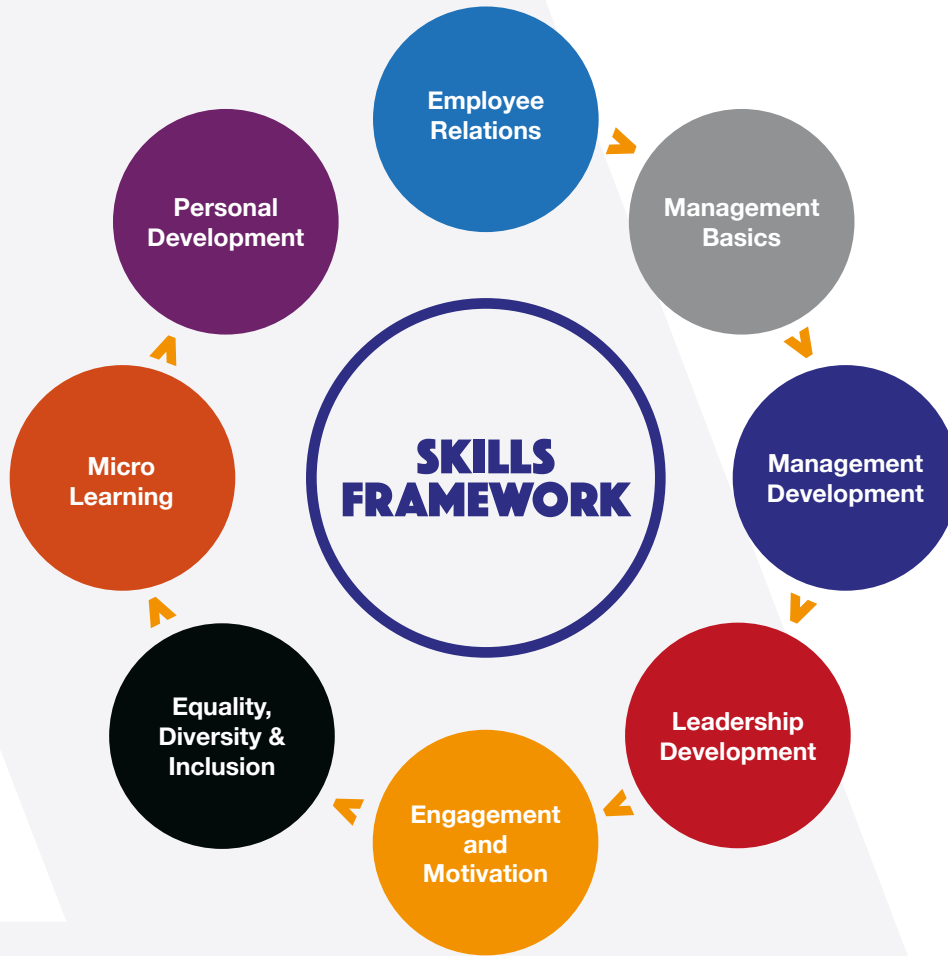 Employee
Relations
Management
Basics
Management
Development
Leadership
Development
Engagement
and
Motivation
Equality,
Diversity &
Inclusion
Micro
Learning
Personal
Development
SKILLS
FRAMEWORK